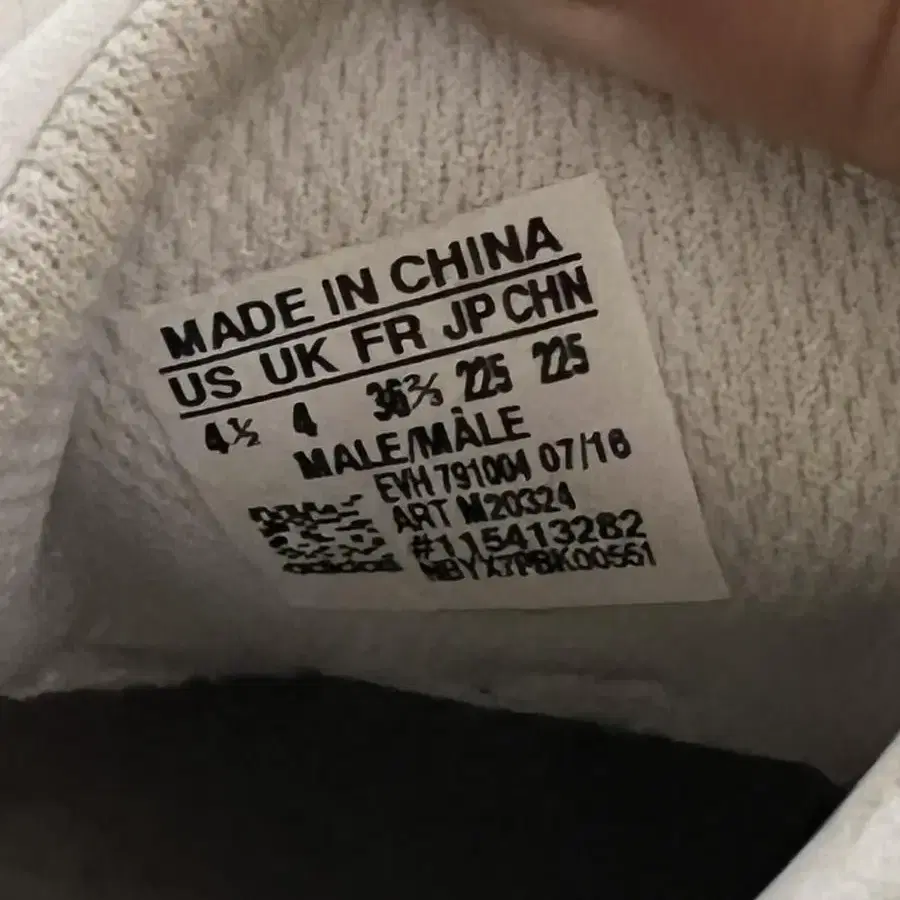 MADE IN CHINA
US UK FR JP CHN
4½ 4 36⅔ 225 225
MALE/MÂLE
EVH 791004 07/16
ART M20324
#115413282